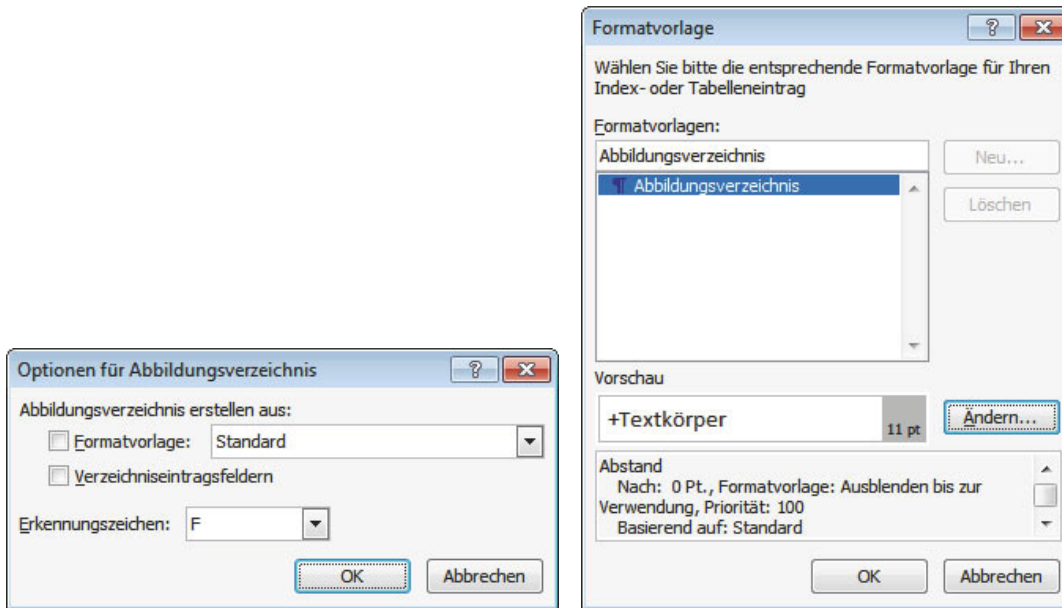 Optionen für Abbildungsverzeichnis
Abbildungsverzeichnis erstellen aus:
Formatvorlage: Standard
Verzeichniseintragsfeldern
Erkennungszeichen: F
OK Abbrechen
Formatvorlage
Wählen Sie bitte die entsprechende Formatvorlage für Ihren
Index- oder Tabelleneintrag
Formatvorlagen:
Abbildungsverzeichnis
Neu...
¶ Abbildungsverzeichnis
Löschen
Vorschau
+Textkörper 11 pt
Ändern...
Abstand
Nach: 0 Pt., Formatvorlage: Ausblenden bis zur
Verwendung, Priorität: 100
Basierend auf: Standard
OK Abbrechen